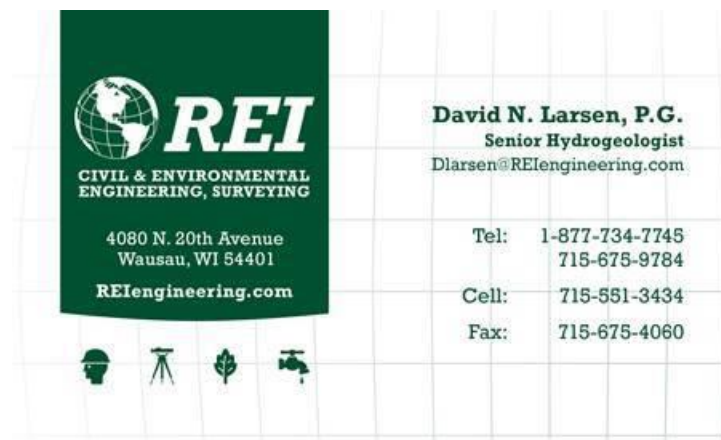 REI
CIVIL & ENVIRONMENTAL
ENGINEERING, SURVEYING
4080 N. 20th Avenue
Wausau, WI 54401
REIengineering.com
David N. Larsen, P.G.
Senior Hydrogeologist
Dlarsen@REIengineering.com
Tel: 1-877-734-7745
715-675-9784
Cell: 715-551-3434
Fax: 715-675-4060